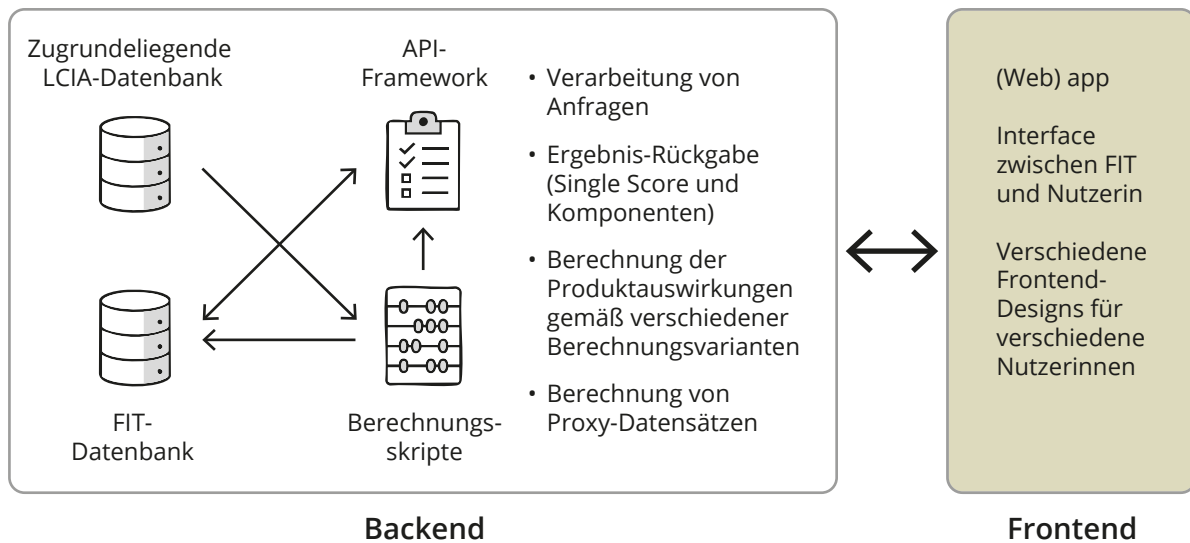 Zugrundeliegende
LCIA-Datenbank
API-
Framework
FIT-
Datenbank
Berechnungs-
skripte
• Verarbeitung von
Anfragen
• Ergebnis-Rückgabe
(Single Score und
Komponenten)
• Berechnung der
Produktauswirkungen
gemäß verschiedener
Berechnungsvarianten
• Berechnung von
Proxy-Datensätzen
Backend
(Web) app
Interface
zwischen FIT
und Nutzerin
Verschiedene
Frontend-
Designs für
verschiedene
Nutzerinnen
Frontend